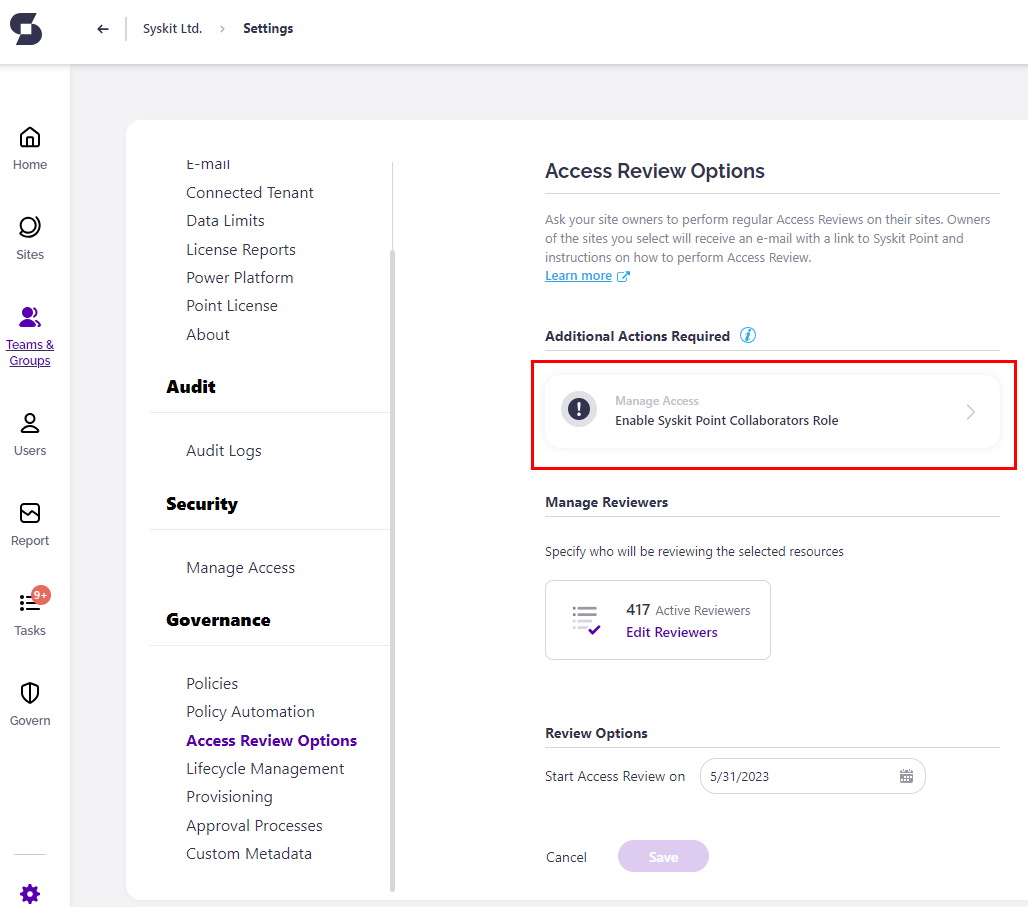 Syskit Ltd. > Settings
Home
Sites
Teams &
Groups
Users
Report
9+
Tasks
Govern
E-mail
Connected Tenant
Data Limits
License Reports
Power Platform
Point License
About
Audit
Audit Logs
Security
Manage Access
Governance
Policies
Policy Automation
Access Review Options
Lifecycle Management
Provisioning
Approval Processes
Custom Metadata
Access Review Options
Ask your site owners to perform regular Access Reviews on their sites. Owners
of the sites you select will receive an e-mail with a link to Syskit Point and
instructions on how to perform Access Review.
Learn more
Additional Actions Required
Manage Access
Enable Syskit Point Collaborators Role
Manage Reviewers
Specify who will be reviewing the selected resources
417 Active Reviewers
Edit Reviewers
Review Options
Start Access Review on 5/31/2023
Cancel Save